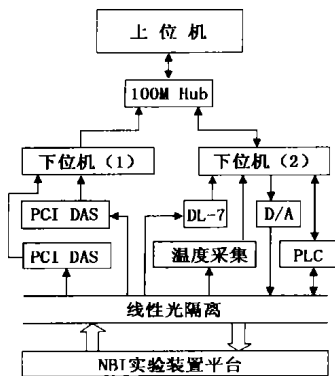 上位机
100M Hub
下位机（1）
下位机（2）
PCI DAS
DL-7
D/A
PCI DAS
温度采集
PLC
线性光隔离
NBT实验装置平台